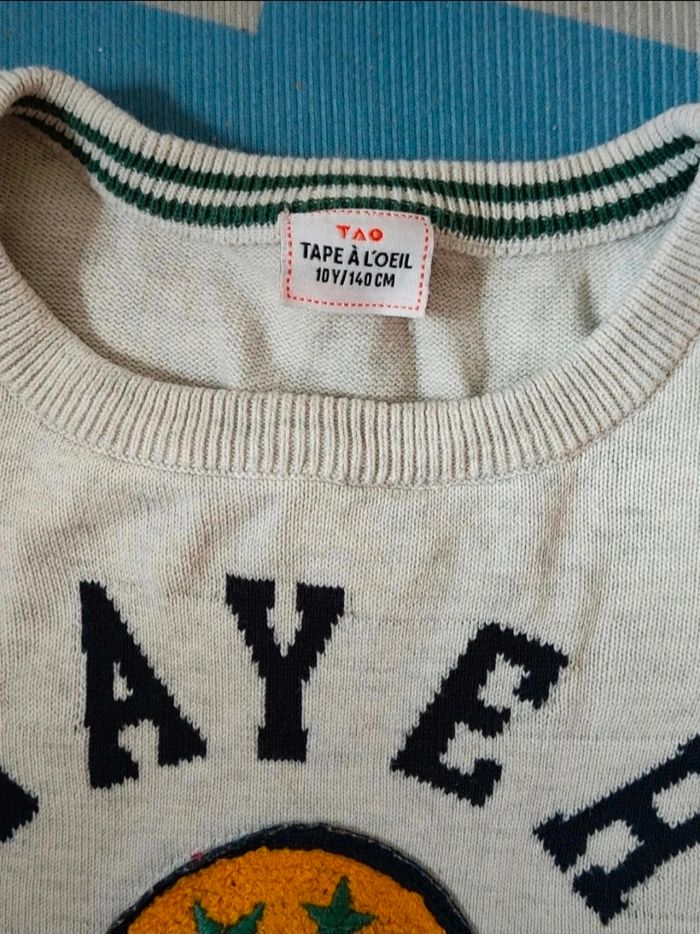 TAO
TAPE À L'OEIL
10Y/140CM
AYE